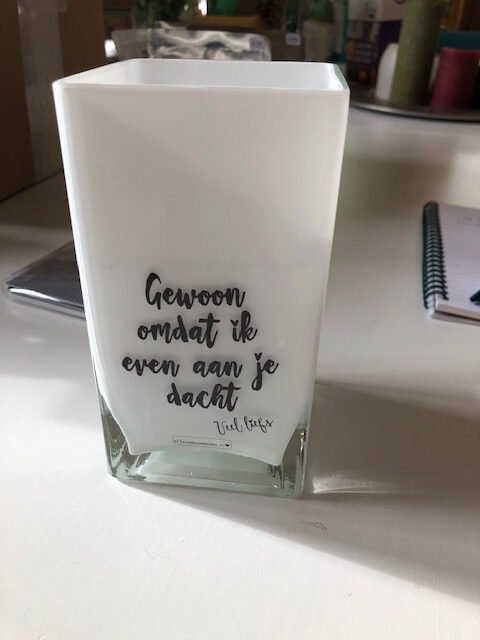 Gewoon
omdat ik
even aan je
dacht
Veel liefs